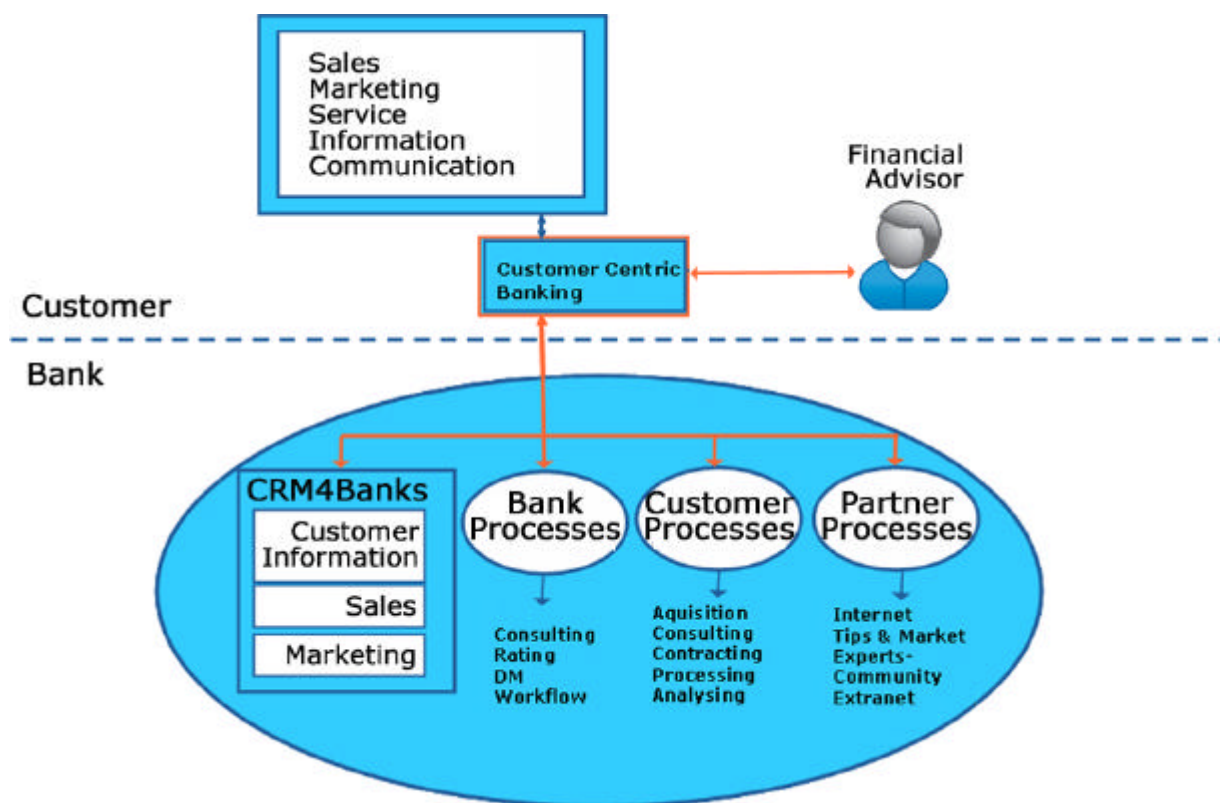 Sales
Marketing
Service
Information
Communication
Financial
Advisor
Customer Centric
Banking
Customer
Bank
CRM4Banks
Customer
Information
Sales
Marketing
Bank
Processes
Consulting
Rating
DM
Workflow
Customer
Processes
Aquisition
Consulting
Contracting
Processing
Analysing
Partner
Processes
Internet
Tips & Market
Experts-
Community
Extranet